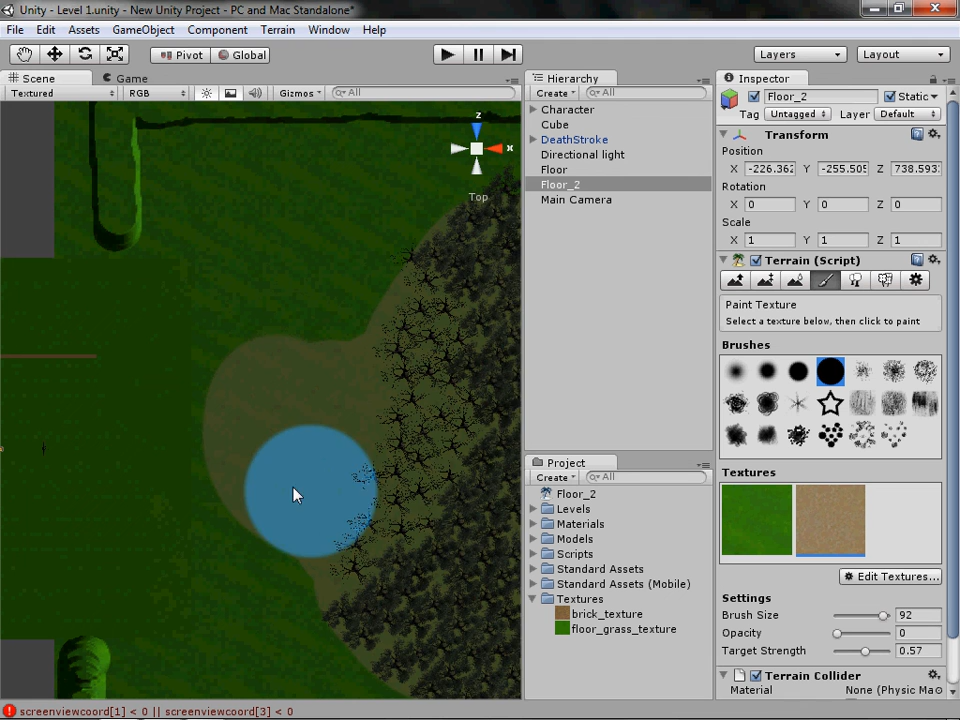 Unity - Level 1.unity - New Unity Project - PC and Mac Standalone*
File Edit Assets GameObject Component Terrain Window Help
Pivot Global Layers Layout
Scene Game
Textured RGB Gizmos All
z
x
Top
Hierarchy
Create All
Character
Cube
DeathStroke
Directional light
Floor
Floor_2
Main Camera
Project
Create All
Floor_2
Levels
Materials
Models
Scripts
Standard Assets
Standard Assets (Mobile)
Textures
brick_texture
floor_grass_texture
Inspector
Floor_2 Static
Tag Untagged Layer Default
Transform
Position
X -226.362 Y -255.505 Z 738.593
Rotation
X 0 Y 0 Z 0
Scale
X 1 Y 1 Z 1
Terrain (Script)
Paint Texture
Select a texture below, then click to paint
Brushes
Textures
Edit Textures...
Settings
Brush Size 92
Opacity 0
Target Strength 0.57
Terrain Collider
Material None (Physic Ma
screenviewcoord[1] < 0 || screenviewcoord[3] < 0